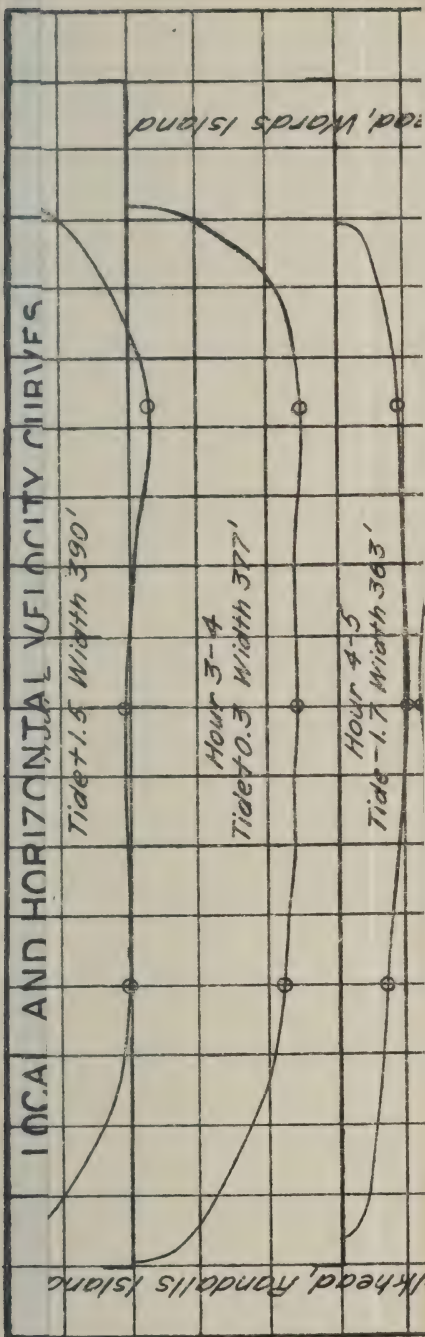 LOCAL AND HORIZONTAL VELOCITY CURVES
Tide+1.5 Width 390'
Hour 3-4
Tide+0.3 Width 377'
Hour 4-5
Tide-1.7 Width 363'
Randalls Island
Wards Island